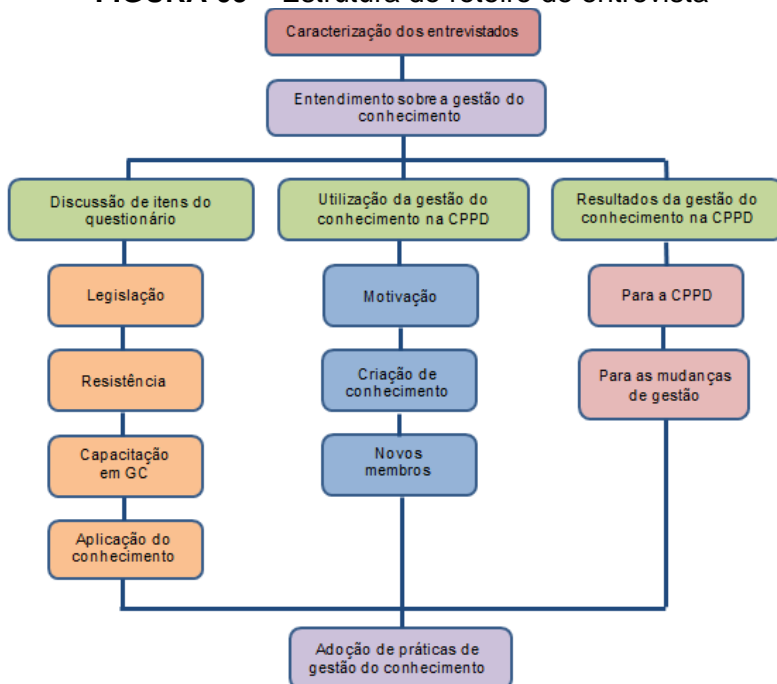 Caracterização dos entrevistados
Entendimento sobre a gestão do
conhecimento
Discussão de itens do
questionário
Utilização da gestão do
conhecimento na CPPD
Resultados da gestão do
conhecimento na CPPD
Legislação
Motivação
Para a CPPD
Resistência
Criação de
conhecimento
Para as mudanças
de gestão
Capacitação
em GC
Novos
membros
Aplicação do
conhecimento
Adoção de práticas de
gestão do conhecimento